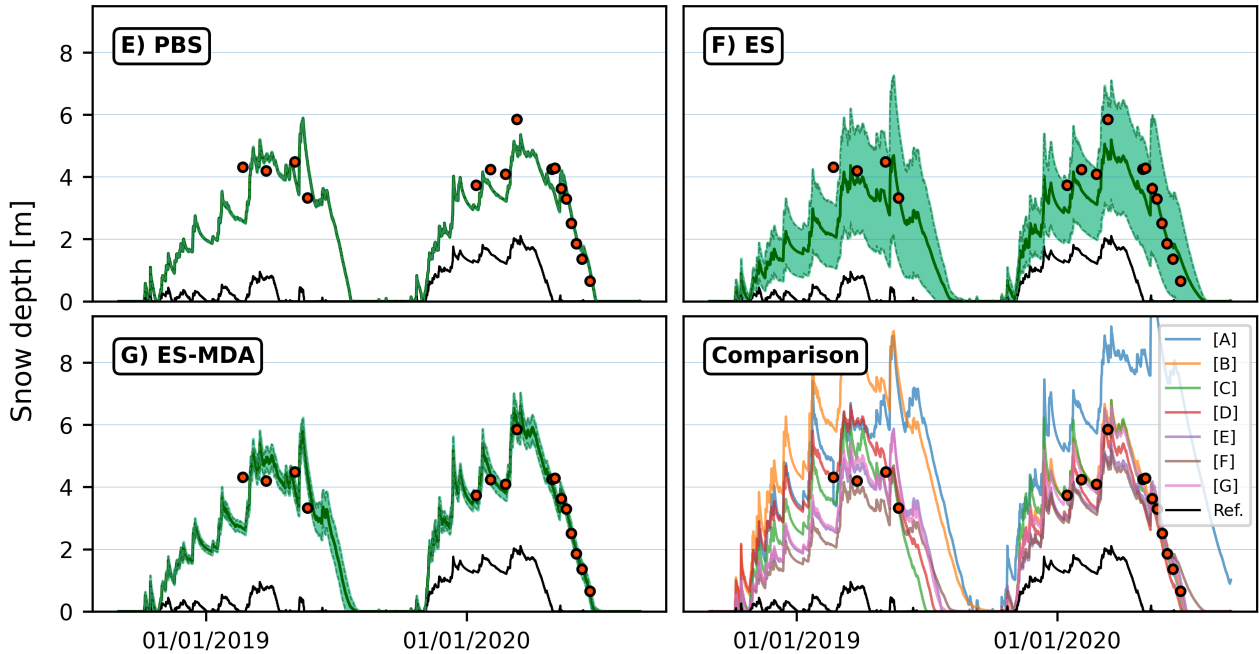 E) PBS
F) ES
8
6
4
2
0
Snow depth [m]
G) ES-MDA
Comparison
[A]
[B]
[C]
[D]
[E]
[F]
[G]
Ref.
8
6
4
2
0
01/01/2019
01/01/2020
01/01/2019
01/01/2020